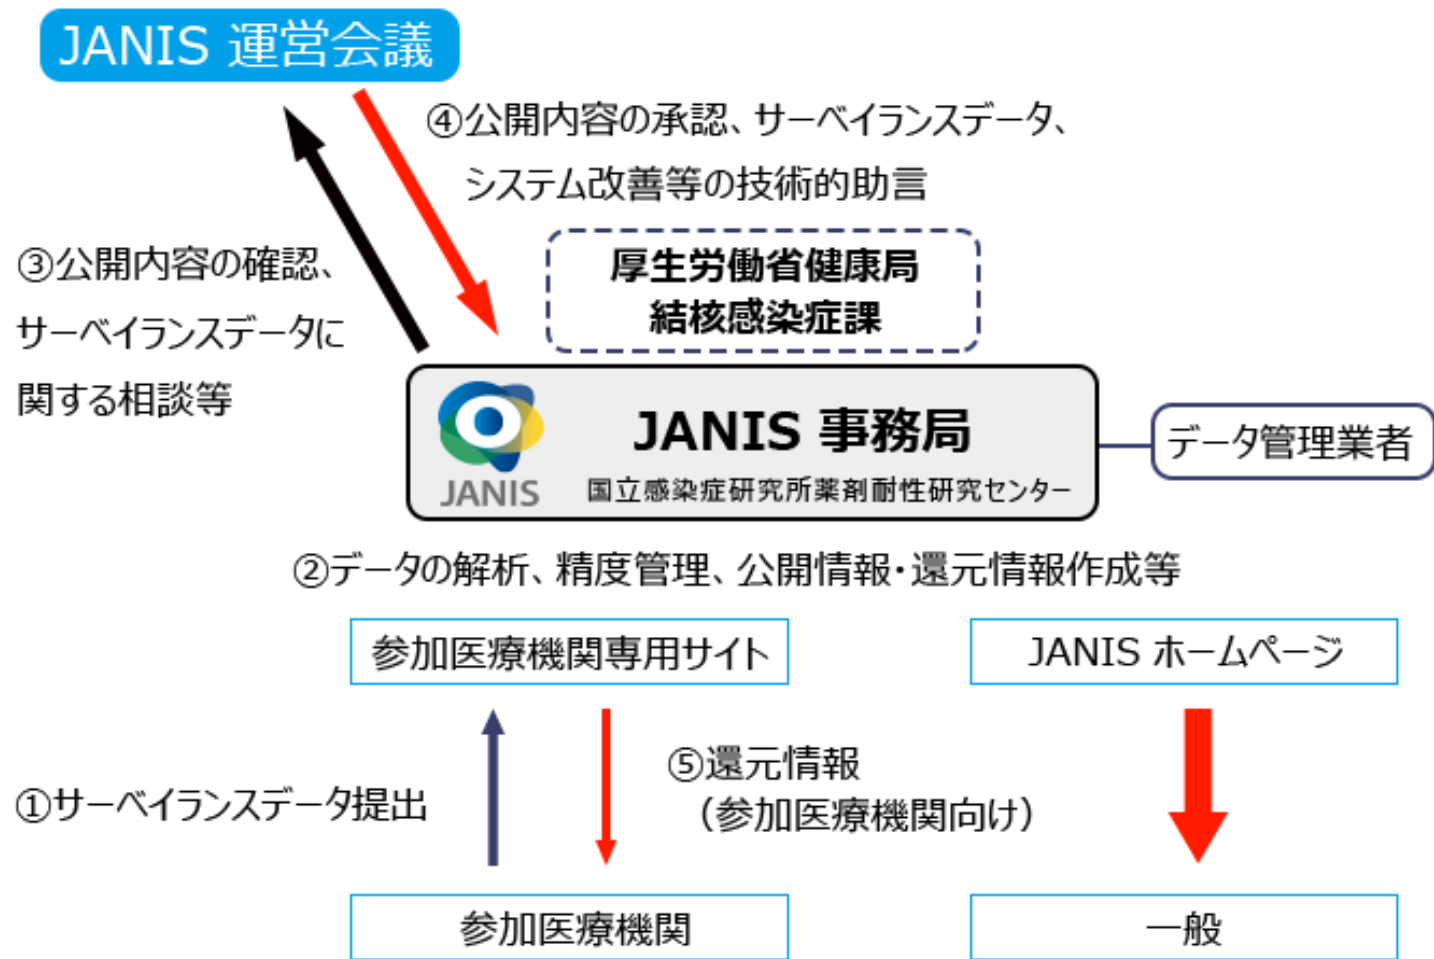 JANIS 運営会議
④公開内容の承認、サーベイランスデータ、
システム改善等の技術的助言
③公開内容の確認、
サーベイランスデータに
関する相談等
厚生労働省健康局
結核感染症課
JANIS
JANIS 事務局
国立感染症研究所薬剤耐性研究センター
データ管理業者
②データの解析、精度管理、公開情報・還元情報作成等
参加医療機関専用サイト
JANIS ホームページ
①サーベイランスデータ提出
⑤還元情報
（参加医療機関向け）
参加医療機関
一般